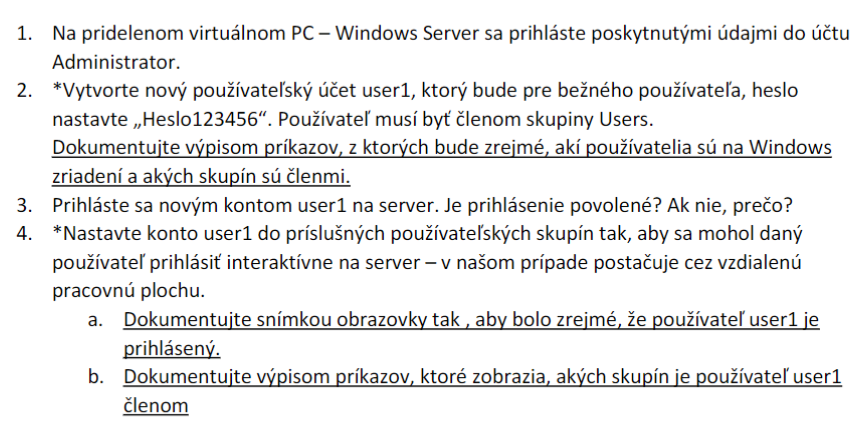 1. Na pridelenom virtuálnom PC – Windows Server sa prihláste poskytnutými údajmi do účtu
Administrator.
2. *Vytvorte nový používateľský účet user1, ktorý bude pre bežného používateľa, heslo
nastavte „Heslo123456“. Používateľ musí byť členom skupiny Users.
Dokumentujte výpisom príkazov, z ktorých bude zrejmé, akí používatelia sú na Windows
zriadení a akých skupín sú členmi.
3. Prihláste sa novým kontom user1 na server. Je prihlásenie povolené? Ak nie, prečo?
4. *Nastavte konto user1 do príslušných používateľských skupín tak, aby sa mohol daný
používateľ prihlásiť interaktívne na server – v našom prípade postačuje cez vzdialenú
pracovnú plochu.
a. Dokumentujte snímkou obrazovky tak , aby bolo zrejmé, že používateľ user1 je
prihlásený.
b. Dokumentujte výpisom príkazov, ktoré zobrazia, akých skupín je používateľ user1
členom